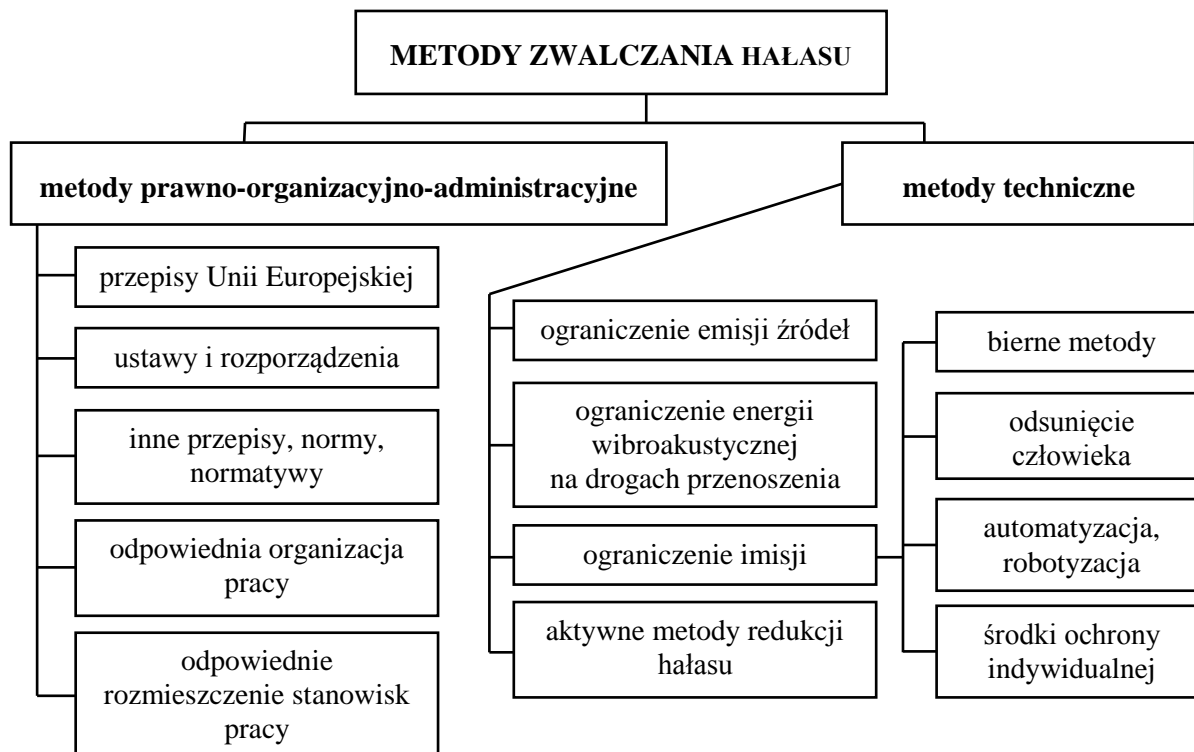 METODY ZWALCZANIA HAŁASU
metody prawno-organizacyjno-administracyjne
przepisy Unii Europejskiej
ustawy i rozporządzenia
inne przepisy, normy,
normatywy
odpowiednia organizacja
pracy
odpowiednie
rozmieszczenie stanowisk
pracy
metody techniczne
ograniczenie emisji źródeł
ograniczenie energii
wibroakustycznej
na drogach przenoszenia
ograniczenie imisji
aktywne metody redukcji
hałasu
bierne metody
odsunięcie
człowieka
automatyzacja,
robotyzacja
środki ochrony
indywidualnej